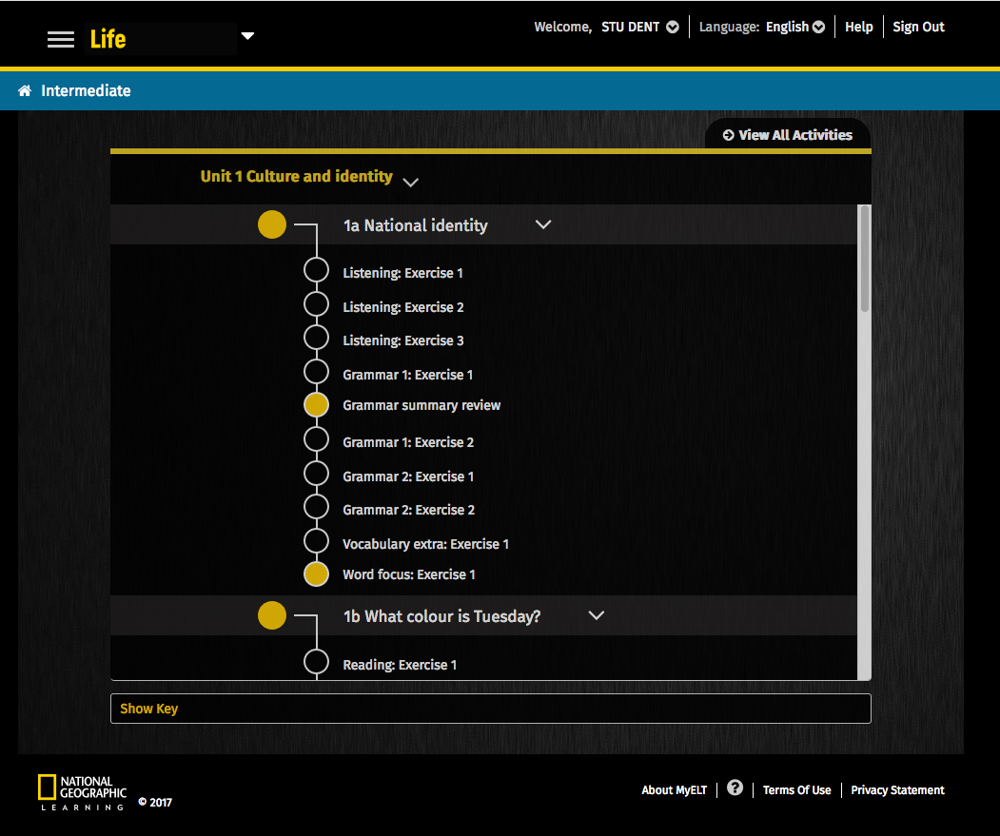 Life
Welcome, STU DENT
Language: English
Help
Sign Out
Intermediate
View All Activities
Unit 1 Culture and identity
1a National identity
Listening: Exercise 1
Listening: Exercise 2
Listening: Exercise 3
Grammar 1: Exercise 1
Grammar summary review
Grammar 1: Exercise 2
Grammar 2: Exercise 1
Grammar 2: Exercise 2
Vocabulary extra: Exercise 1
Word focus: Exercise 1
1b What colour is Tuesday?
Reading: Exercise 1
Show Key
NATIONAL
GEOGRAPHIC
LEARNING
© 2017
About MyELT
?
Terms Of Use
Privacy Statement